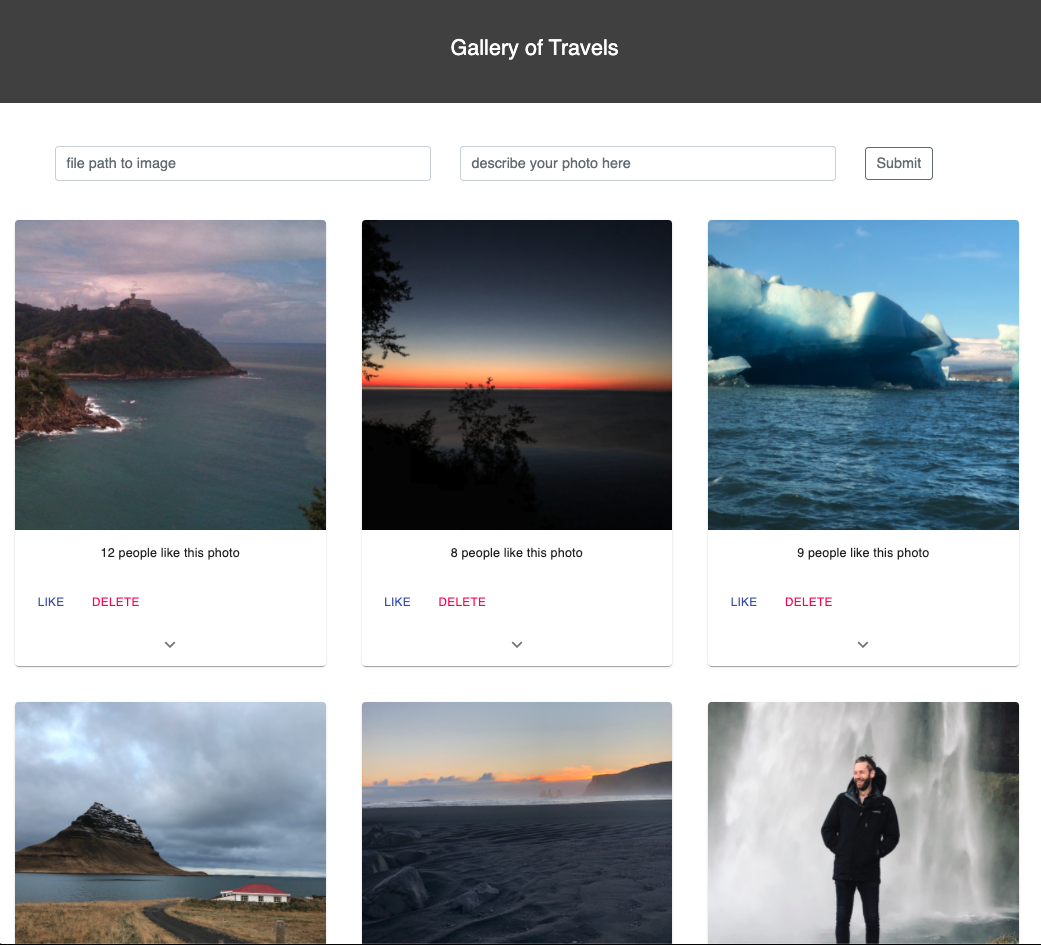 Gallery of Travels
file path to image
describe your photo here
Submit
12 people like this photo
8 people like this photo
9 people like this photo
LIKE DELETE
LIKE DELETE
LIKE DELETE